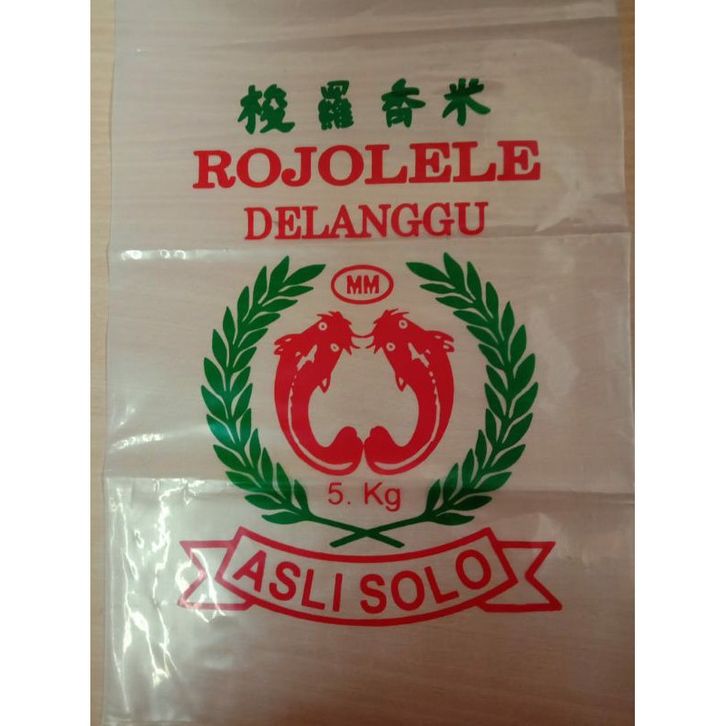 梭羅香米
ROJOLELE
DELANGGU
MM
5. Kg
ASLI SOLO